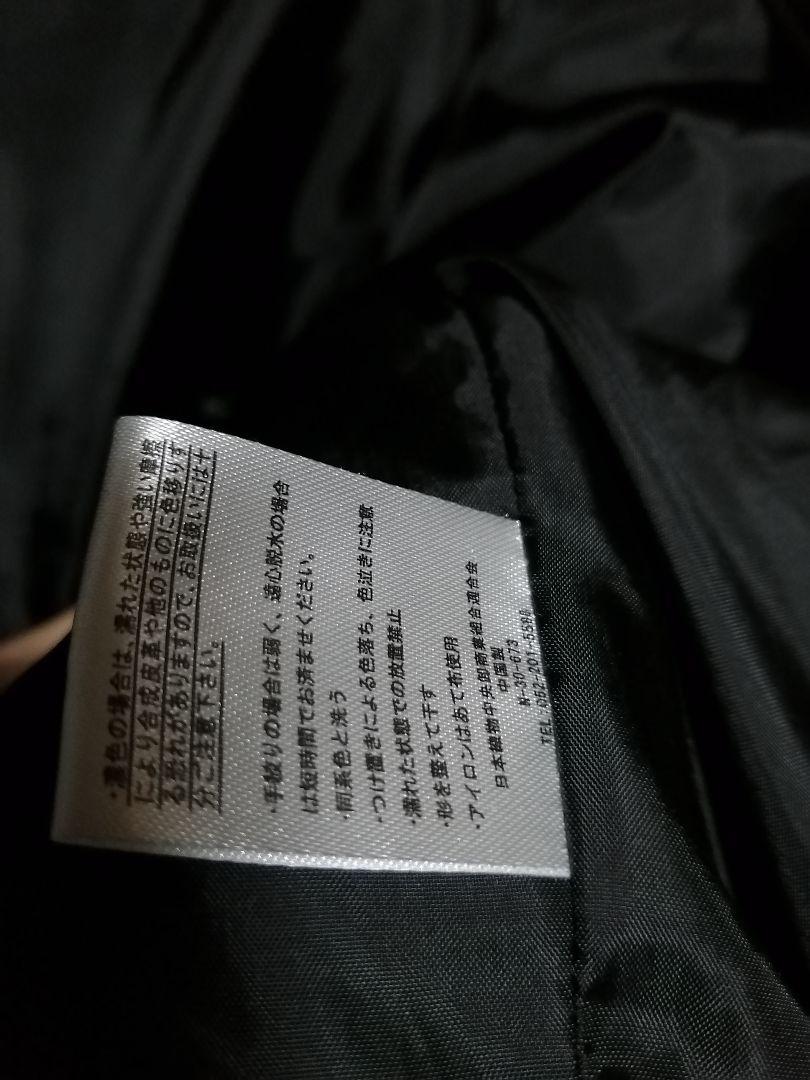 ・濃色の場合は、濡れた状態や強い摩擦
により合成皮革や他のものに色移りす
る恐れがありますので、お取扱いには十
分ご注意下さい。
・手絞りの場合は弱く、遠心脱水の場合
は短時間でお済ませください。
・同系色と洗う
・つけ置きによる色落ち、色泣きに注意
・濡れた状態での放置禁止
・形を整えて干す
・アイロンはあて布使用
日本織物中央卸商業組合連合会
中国製
N-30-673
TEL 052-201-5588